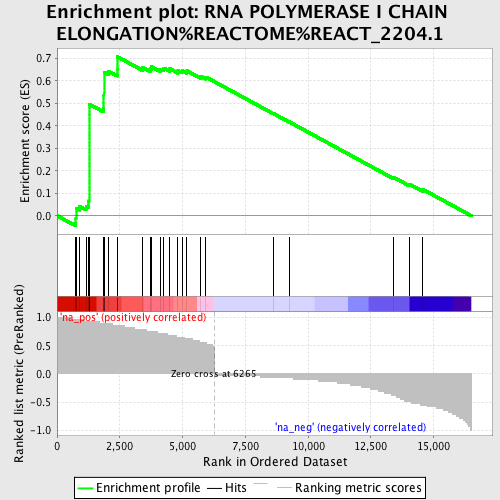 Enrichment plot: RNA POLYMERASE I CHAIN
ELONGATION%REACTOME%REACT_2204.1
Enrichment score (ES)
0.7
0.6
0.5
0.4
0.3
0.2
0.1
0.0
'na_pos' (positively correlated)
Ranked list metric (PreRanked)
1.0
0.5
0.0
-0.5
-1.0
Zero cross at 6265
'na_neg' (negatively correlated)
0 2,500 5,000 7,500 10,000 12,500 15,000
Rank in Ordered Dataset
Enrichment profile Hits Ranking metric scores